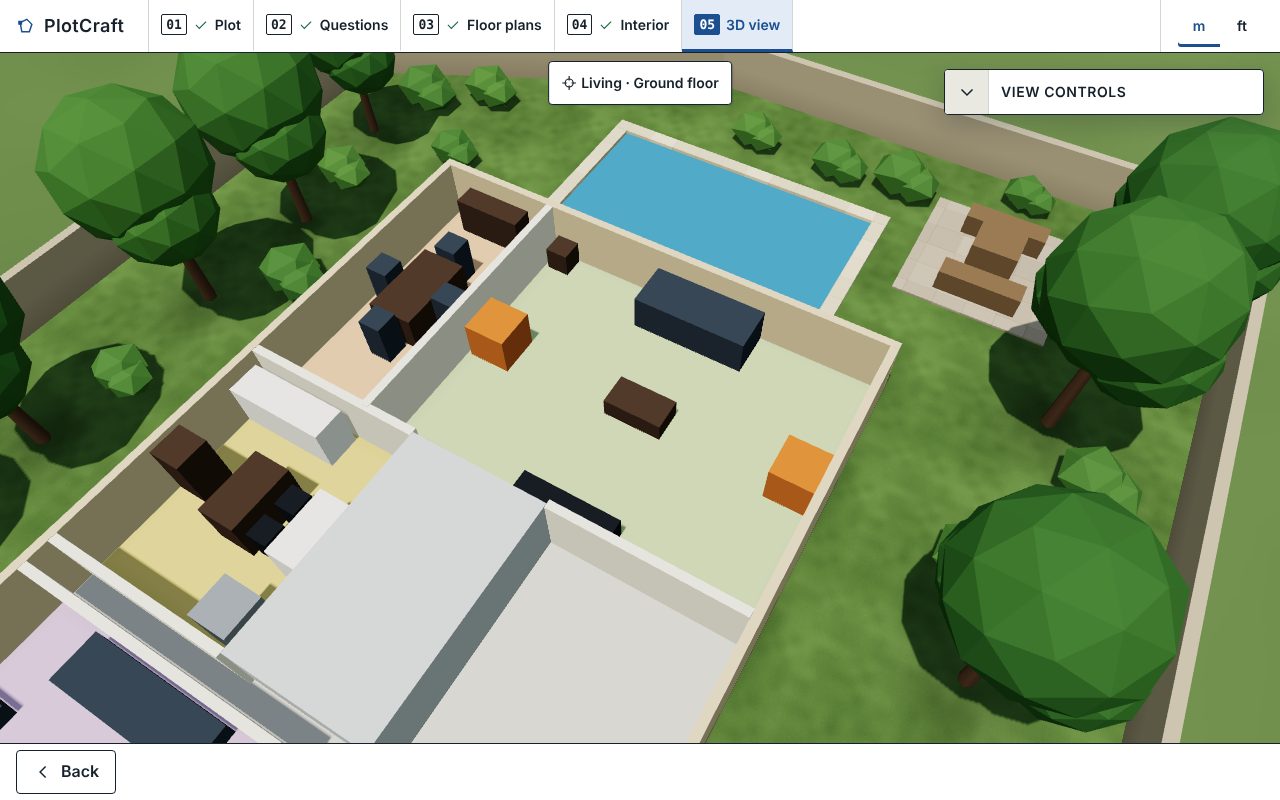 PlotCraft
01 Plot
02 Questions
03 Floor plans
04 Interior
05 3D view
m
ft
Living · Ground floor
VIEW CONTROLS
Back